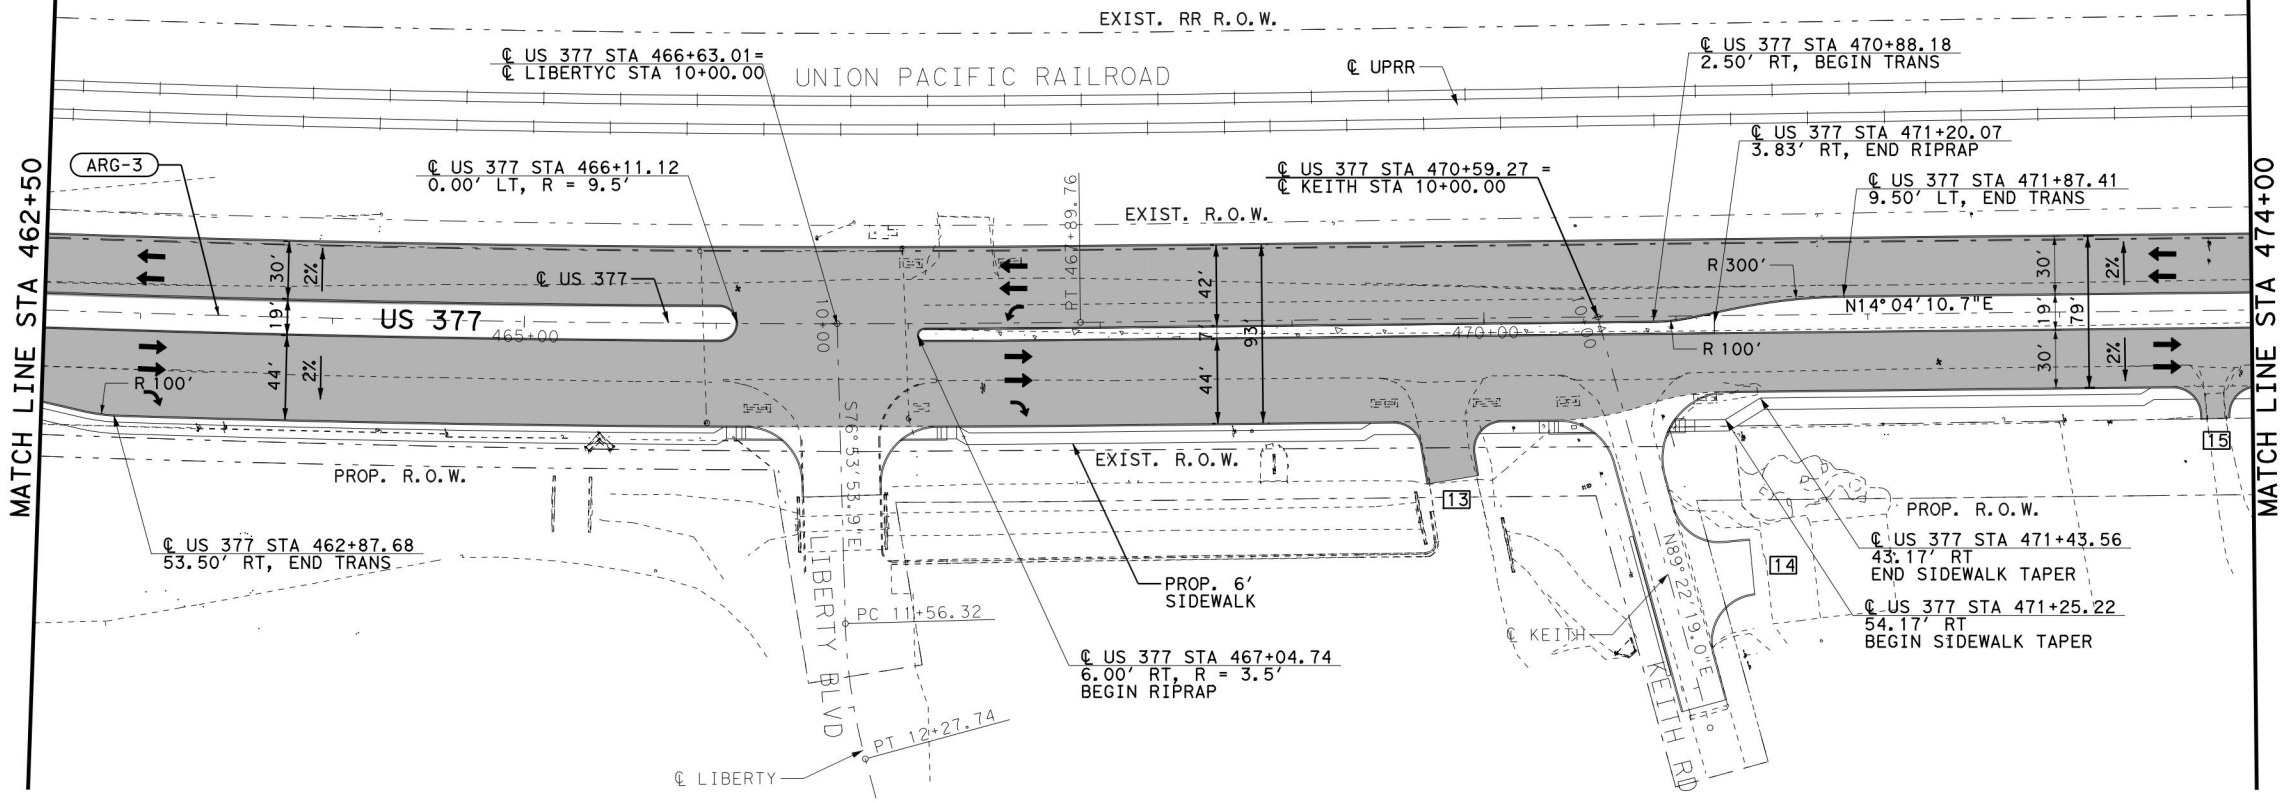 EXIST. RR R.O.W.
℄ US 377 STA 466+63.01=
℄ LIBERTYC STA 10+00.00
UNION PACIFIC RAILROAD
℄ UPRR
℄ US 377 STA 470+88.18
2.50' RT, BEGIN TRANS
℄ US 377 STA 471+20.07
3.83' RT, END RIPRAP
MATCH LINE STA 462+50
ARG-3
℄ US 377 STA 466+11.12
0.00' LT, R = 9.5'
PT 467+89.76
EXIST. R.O.W.
℄ US 377 STA 470+59.27 =
℄ KEITH STA 10+00.00
℄ US 377 STA 471+87.41
9.50' LT, END TRANS
MATCH LINE STA 474+00
30'
2%
℄ US 377
42'
R 300'
30'
2%
19'
US 377
465+00
10+00
7'
93'
470+00
10+00
N14°04'10.7"E
19'
79'
R 100'
44'
2%
R 100'
44'
30'
2%
S76°53'53.9"E
PROP. R.O.W.
EXIST. R.O.W.
13
15
PROP. R.O.W.
℄ US 377 STA 462+87.68
53.50' RT, END TRANS
LIBERTY BLVD
PROP. 6'
SIDEWALK
N89°22'19.0"E
14
℄ US 377 STA 471+43.56
43.17' RT
END SIDEWALK TAPER
PC 11+56.32
℄ KEITH
℄ US 377 STA 471+25.22
54.17' RT
BEGIN SIDEWALK TAPER
℄ US 377 STA 467+04.74
6.00' RT, R = 3.5'
BEGIN RIPRAP
KEITH RD
PT 12+27.74
℄ LIBERTY